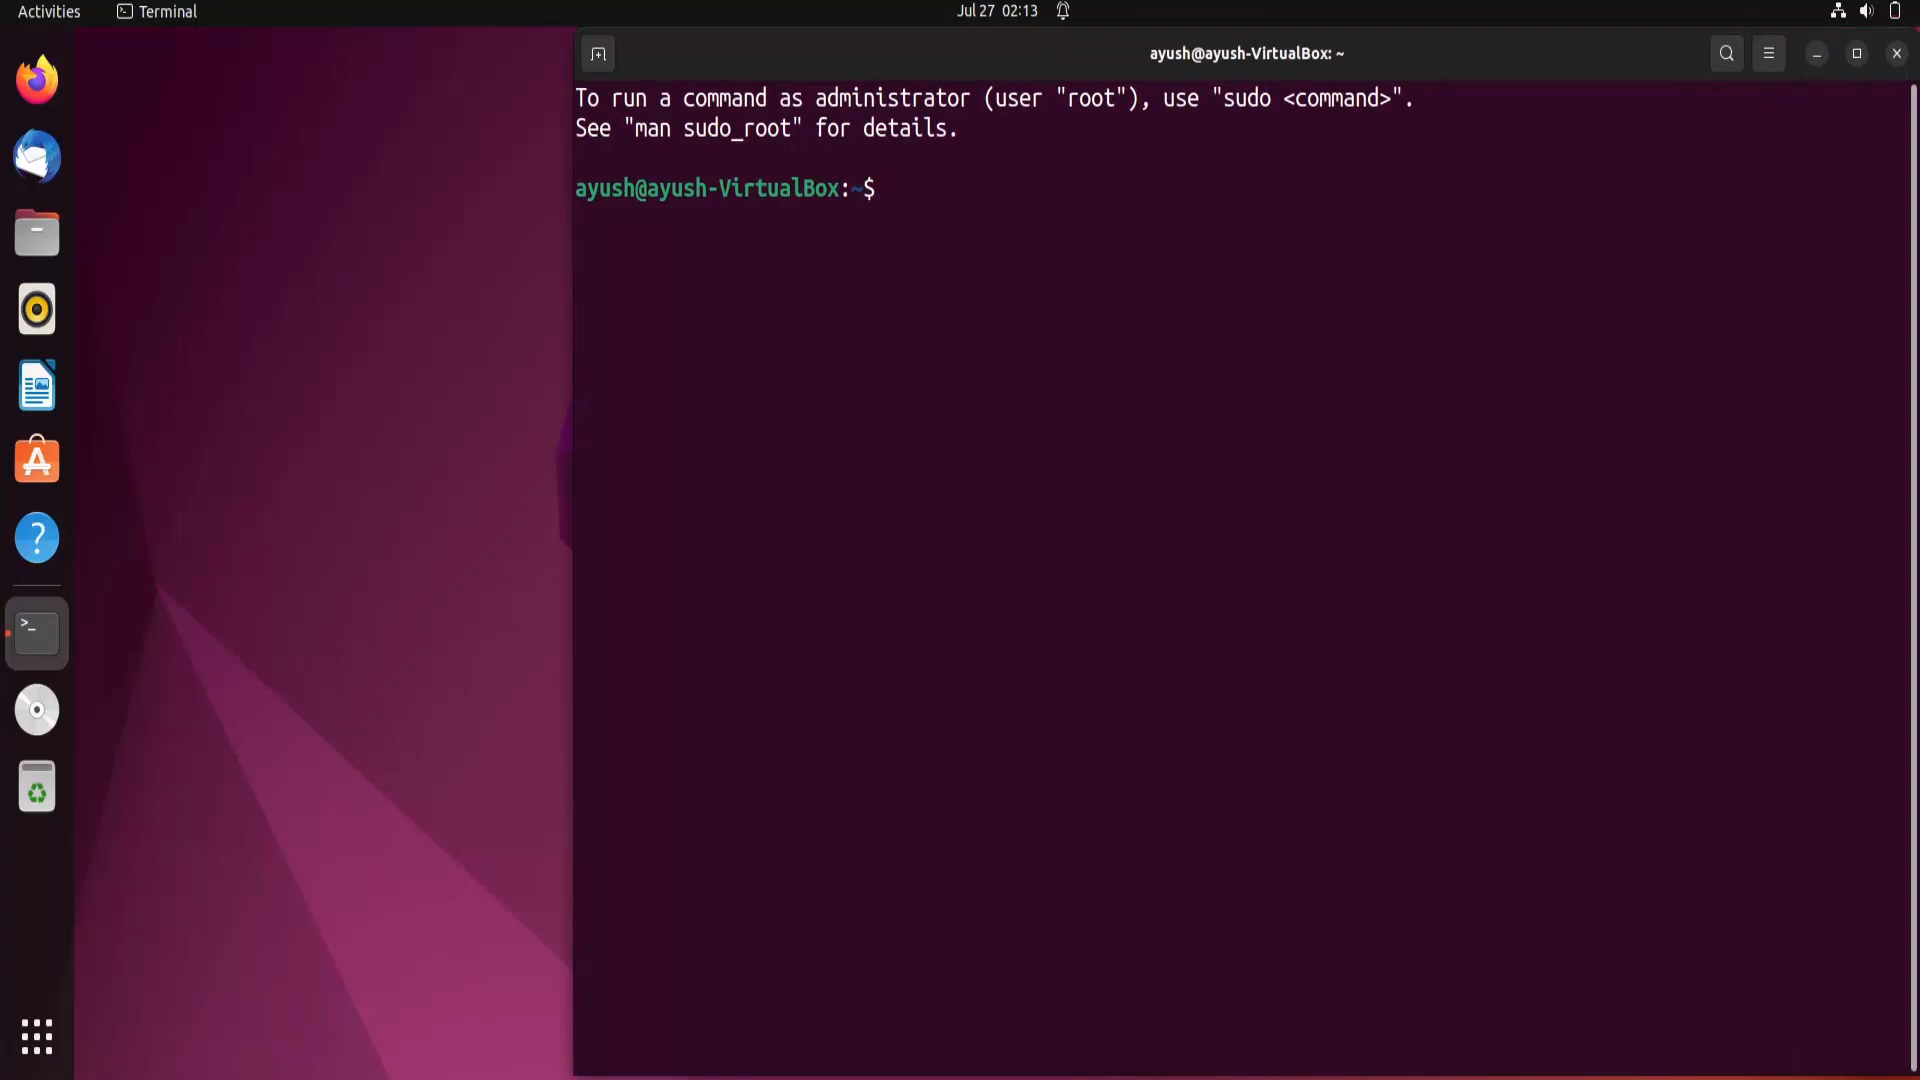 Activities
Terminal
Jul 27 02:13
ayush@ayush-VirtualBox: ~
To run a command as administrator (user "root"), use "sudo <command>".
See "man sudo_root" for details.
ayush@ayush-VirtualBox:~$